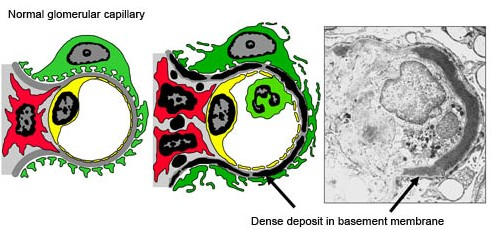 Normal glomerular capillary
Dense deposit in basement membrane